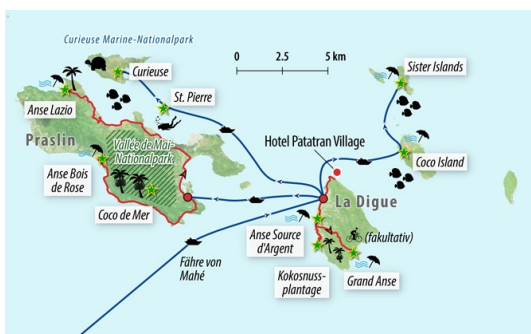 Curieuse Marine-Nationalpark
0 2.5 5 km
Curieuse
Sister Islands
St. Pierre
Anse Lazio
Praslin
Vallée de Mai-
Nationalpark
Hotel Patatran Village
Coco Island
Anse Bois
de Rose
Coco de Mer
La Digue
Anse Source
d'Argent
(fakultativ)
Fähre von
Mahé
Kokosnuss-
plantage
Grand Anse